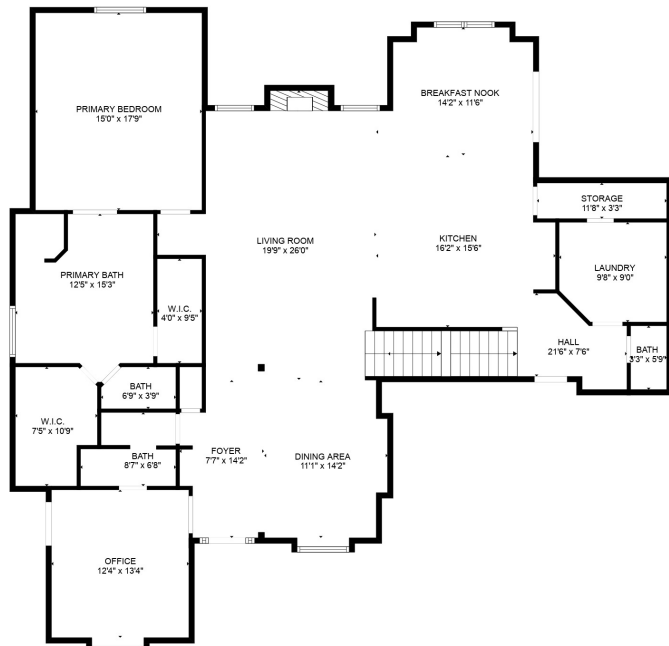 PRIMARY BEDROOM
15'0" x 17'9"
BREAKFAST NOOK
14'2" x 11'6"
STORAGE
11'8" x 3'3"
LIVING ROOM
19'9" x 26'0"
KITCHEN
16'2" x 15'6"
LAUNDRY
9'8" x 9'0"
PRIMARY BATH
12'5" x 15'3"
W.I.C.
4'0" x 9'5"
HALL
21'6" x 7'6"
BATH
3'3" x 5'9"
BATH
6'9" x 3'9"
W.I.C.
7'5" x 10'9"
BATH
8'7" x 6'8"
FOYER
7'7" x 14'2"
DINING AREA
11'1" x 14'2"
OFFICE
12'4" x 13'4"